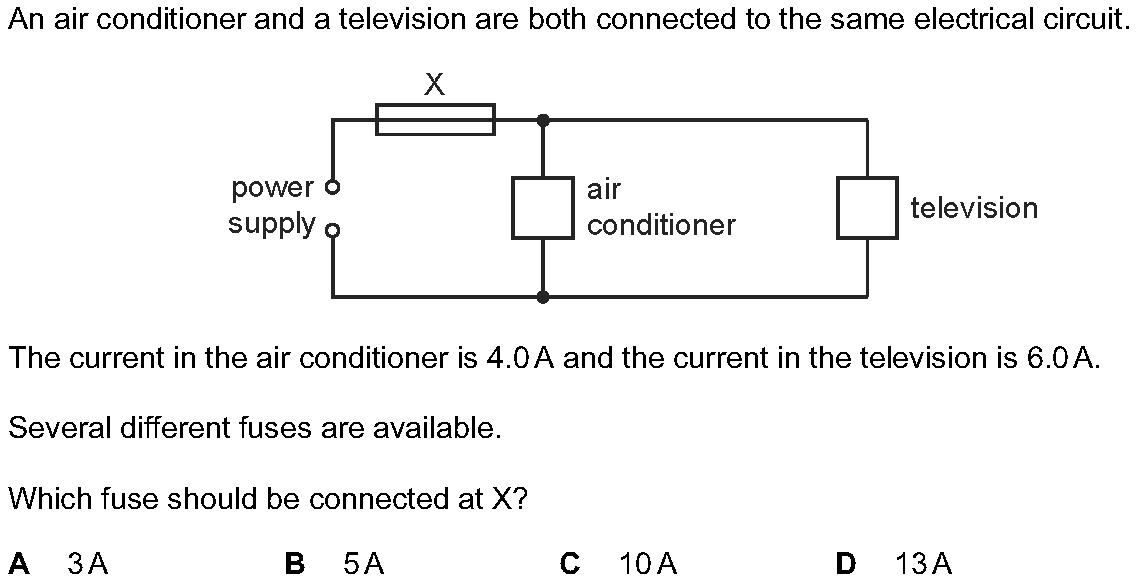 An air conditioner and a television are both connected to the same electrical circuit.
X
power
supply
air
conditioner
television
The current in the air conditioner is 4.0 A and the current in the television is 6.0 A.
Several different fuses are available.
Which fuse should be connected at X?
A 3 A B 5 A C 10 A D 13 A